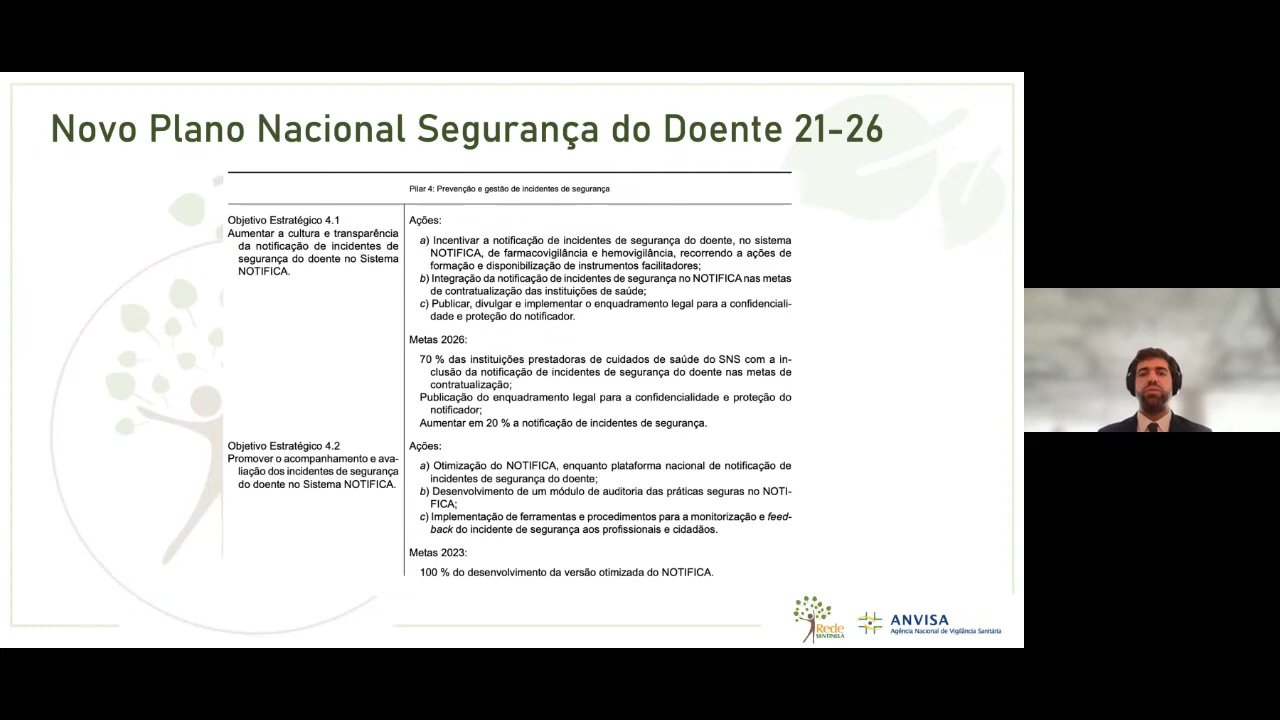 Novo Plano Nacional Segurança do Doente 21-26
Pilar 4: Prevenção e gestão de incidentes de segurança
Objetivo Estratégico 4.1
Aumentar a cultura e transparência
da notificação de incidentes de
segurança do doente no Sistema
NOTIFICA.
Ações:
a) Incentivar a notificação de incidentes de segurança do doente, no sistema
NOTIFICA, de farmacovigilância e hemovigilância, recorrendo a ações de
formação e disponibilização de instrumentos facilitadores;
b) Integração da notificação de incidentes de segurança no NOTIFICA nas metas
de contratualização das instituições de saúde;
c) Publicar, divulgar e implementar o enquadramento legal para a confidenciali-
dade e proteção do notificador.
Metas 2026:
70 % das instituições prestadoras de cuidados de saúde do SNS com a in-
clusão da notificação de incidentes de segurança do doente nas metas de
contratualização;
Publicação do enquadramento legal para a confidencialidade e proteção do
notificador;
Aumentar em 20 % a notificação de incidentes de segurança.
Objetivo Estratégico 4.2
Promover o acompanhamento e ava-
liação dos incidentes de segurança
do doente no Sistema NOTIFICA.
Ações:
a) Otimização do NOTIFICA, enquanto plataforma nacional de notificação de
incidentes de segurança do doente;
b) Desenvolvimento de um módulo de auditoria das práticas seguras no NOTI-
FICA;
c) Implementação de ferramentas e procedimentos para a monitorização e feed-
back do incidente de segurança aos profissionais e cidadãos.
Metas 2023:
100 % do desenvolvimento da versão otimizada do NOTIFICA.
Rede
SENTINELA
ANVISA
Agência Nacional de Vigilância Sanitária